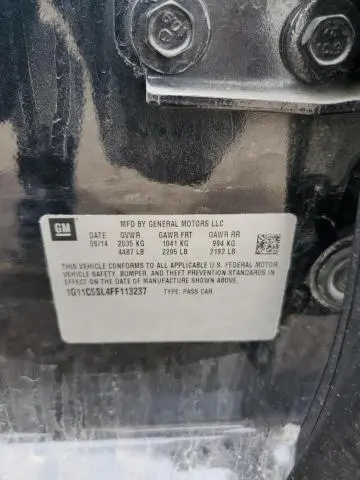 GM
MFD BY GENERAL MOTORS LLC
DATE GVWR GAWR FRT GAWR RR
08/14 2035 KG 1041 KG 994 KG
4487 LB 2295 LB 2192 LB
THIS VEHICLE CONFORMS TO ALL APPLICABLE U.S. FEDERAL MOTOR
VEHICLE SAFETY, BUMPER, AND THEFT PREVENTION STANDARDS IN
EFFECT ON THE DATE OF MANUFACTURE SHOWN ABOVE.
1G11C5SL4FF113237 TYPE: PASS CAR